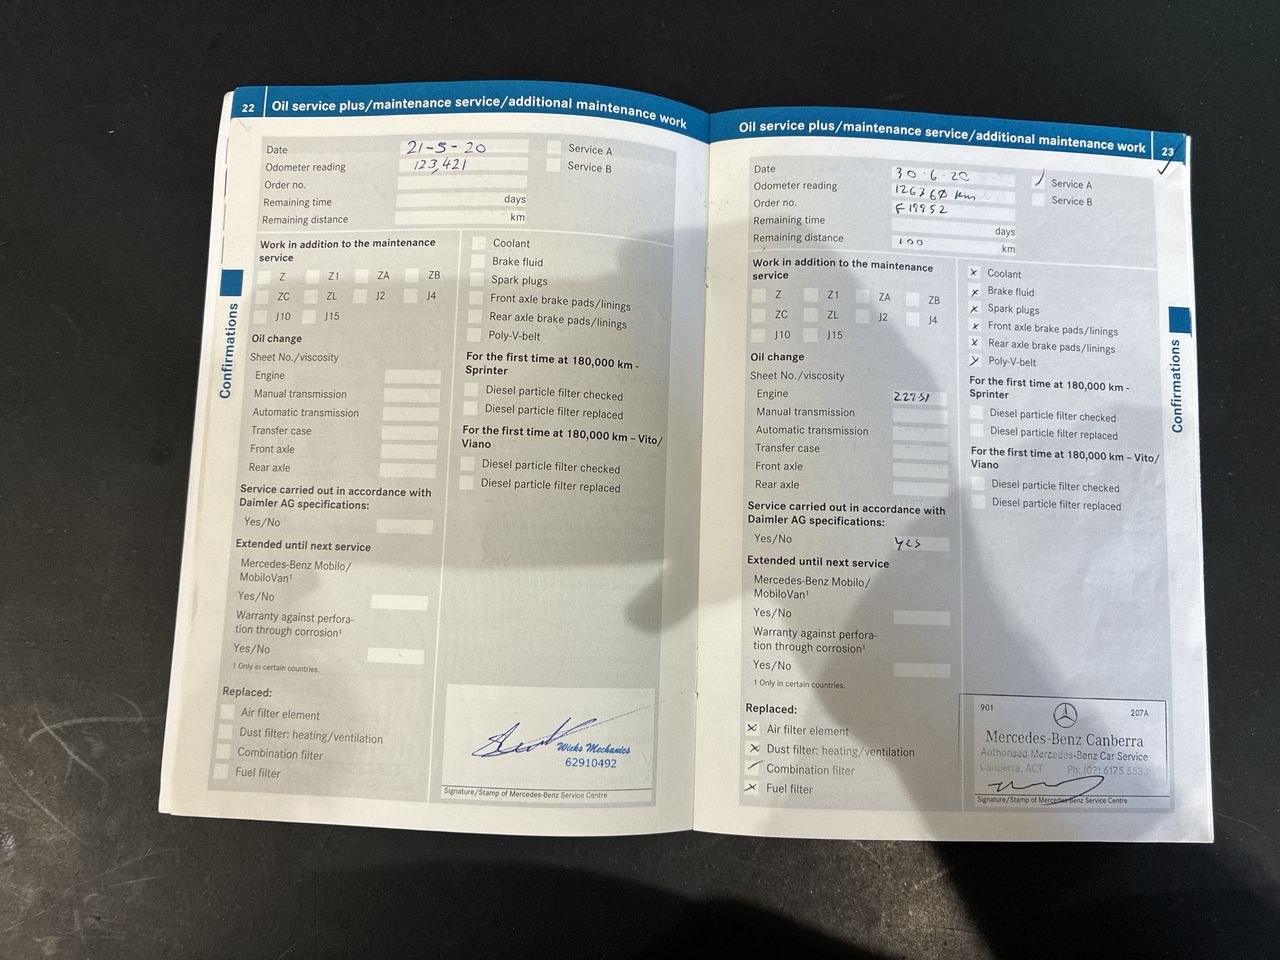 22 Oil service plus/maintenance service/additional maintenance work
Date 21-5-20 Service A
Odometer reading 123,421 Service B
Order no.
Remaining time days
Remaining distance km
Work in addition to the maintenance
service
Z Z1 ZA ZB
ZC ZL J2 J4
J10 J15
Oil change
Sheet No./viscosity
Engine
Manual transmission
Automatic transmission
Transfer case
Front axle
Rear axle
Service carried out in accordance with
Daimler AG specifications:
Yes/No
Extended until next service
Mercedes-Benz Mobilo/
MobiloVan¹
Yes/No
Warranty against perfora-
tion through corrosion¹
Yes/No
1 Only in certain countries.
Replaced:
Air filter element
Dust filter: heating/ventilation
Combination filter
Fuel filter
Coolant
Brake fluid
Spark plugs
Front axle brake pads/linings
Rear axle brake pads/linings
Poly-V-belt
For the first time at 180,000 km -
Sprinter
Diesel particle filter checked
Diesel particle filter replaced
For the first time at 180,000 km – Vito/
Viano
Diesel particle filter checked
Diesel particle filter replaced
Wicks Mechanics
62910492
Signature/Stamp of Mercedes-Benz Service Centre
Confirmations
Oil service plus/maintenance service/additional maintenance work 23
Date 30·6·20 Service A
Odometer reading 126360 km Service B
Order no. F19952
Remaining time days
Remaining distance 100 km
Work in addition to the maintenance
service
Z Z1 ZA ZB
ZC ZL J2 J4
J10 J15
Oil change
Sheet No./viscosity
Engine 229·51
Manual transmission
Automatic transmission
Transfer case
Front axle
Rear axle
Service carried out in accordance with
Daimler AG specifications:
Yes/No yes
Extended until next service
Mercedes-Benz Mobilo/
MobiloVan¹
Yes/No
Warranty against perfora-
tion through corrosion¹
Yes/No
1 Only in certain countries.
Replaced:
Air filter element
Dust filter: heating/ventilation
Combination filter
Fuel filter
Coolant
Brake fluid
Spark plugs
Front axle brake pads/linings
Rear axle brake pads/linings
Poly-V-belt
For the first time at 180,000 km -
Sprinter
Diesel particle filter checked
Diesel particle filter replaced
For the first time at 180,000 km – Vito/
Viano
Diesel particle filter checked
Diesel particle filter replaced
901 207A
Mercedes-Benz Canberra
Authorised Mercedes-Benz Car Service
Canberra, ACT Ph: (02) 6175 5533
Signature/Stamp of Mercedes-Benz Service Centre
Confirmations